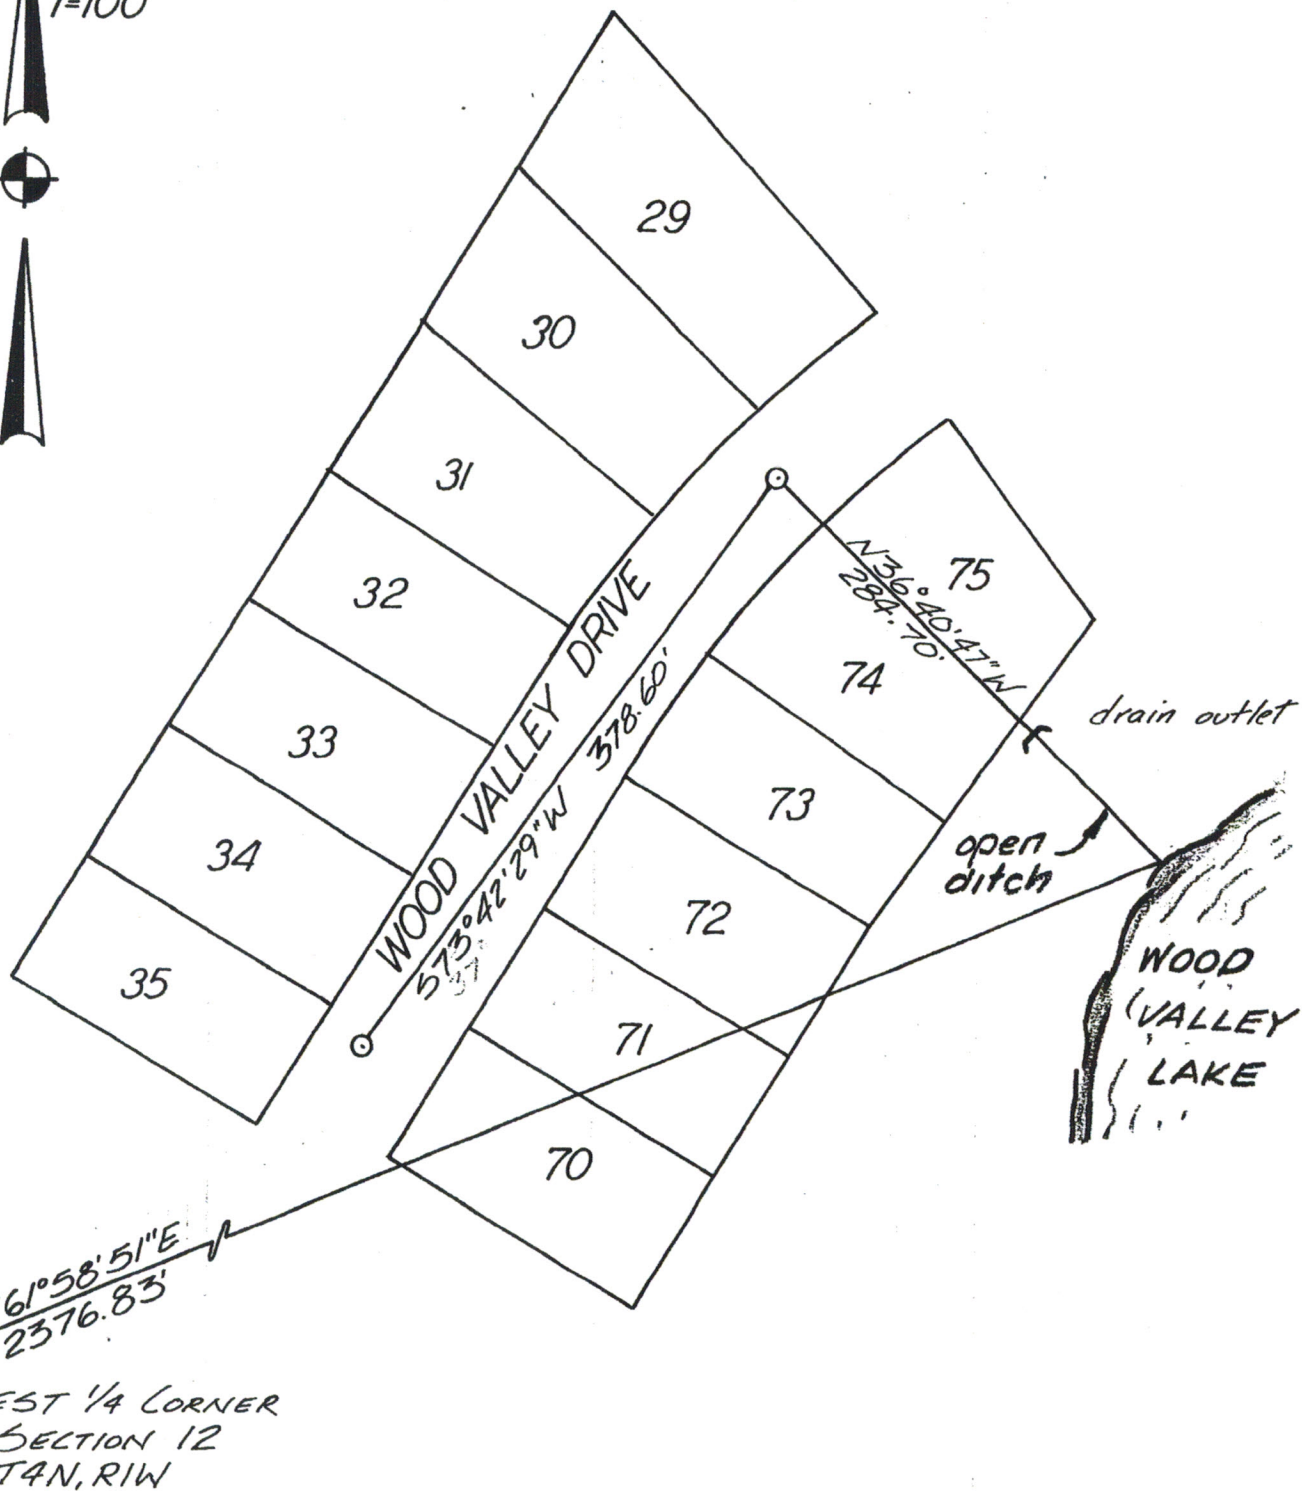 1"=100'
29
30
31
32
33
34
35
WOOD VALLEY DRIVE
S73°42'29"W 378.60'
37
N36°40'47"W
284.70'
75
74
73
72
71
70
drain outlet
open
ditch
WOOD
VALLEY
LAKE
61°58'51"E
2376.83'
EST 1/4 CORNER
SECTION 12
T4N, R1W